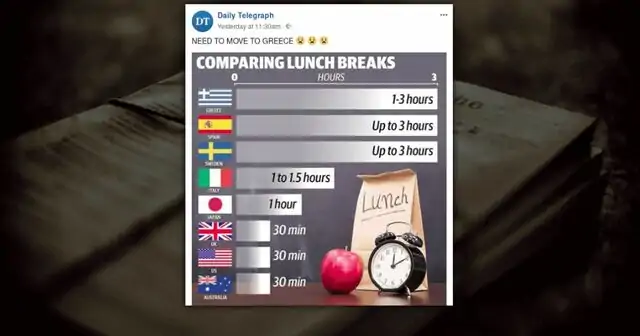 DT
Daily Telegraph
Yesterday at 11:30am
NEED TO MOVE TO GREECE
COMPARING LUNCH BREAKS
0 HOURS 3
1-3 hours
GREECE
Up to 3 hours
SPAIN
Up to 3 hours
SWEDEN
1 to 1.5 hours
ITALY
1 hour
JAPAN
30 min
UK
30 min
US
30 min
AUSTRALIA
Lunch